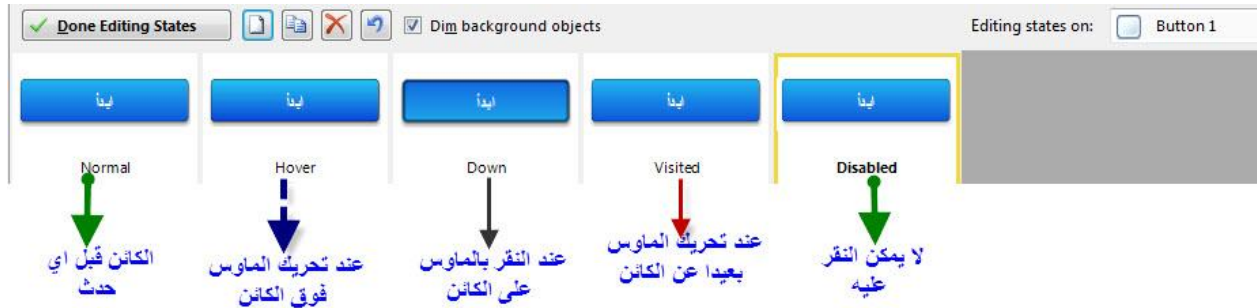 Done Editing States
Dim background objects
Editing states on:
Button 1
ابدأ
ابدأ
ابدأ
ابدأ
ابدأ
Normal
Hover
Down
Visited
Disabled
الكائن قبل اي
حدث
عند تحريك الماوس
فوق الكائن
عند النقر بالماوس
على الكائن
عند تحريك الماوس
بعيدا عن الكائن
لا يمكن النقر
عليه